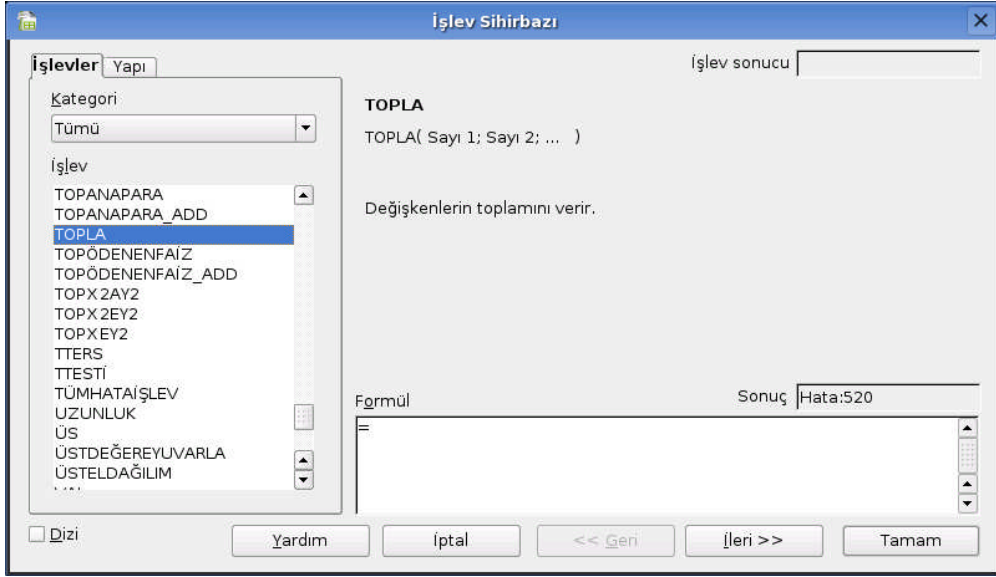 İşlev Sihirbazı
İşlevler Yapı
İşlev sonucu
Kategori
Tümü
İşlev
TOPANAPARA
TOPANAPARA_ADD
TOPLA
TOPÖDENENFAİZ
TOPÖDENENFAİZ_ADD
TOPX2AY2
TOPX2EY2
TOPXEY2
TTERS
TTESTİ
TÜMHATAİŞLEV
UZUNLUK
ÜS
ÜSTDEĞEREYUVARLA
ÜSTELDAĞILIM
TOPLA
TOPLA( Sayı 1; Sayı 2; ... )
Değişkenlerin toplamını verir.
Formül
Sonuç Hata:520
=
Dizi
Yardım
İptal
<< Geri
İleri >>
Tamam